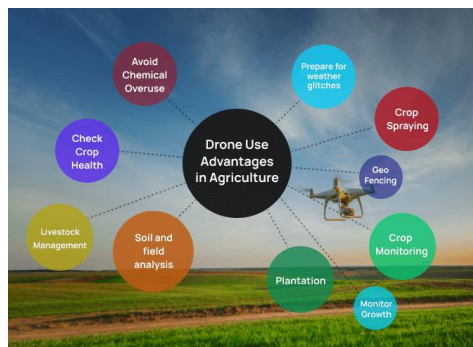 Avoid
Chemical
Overuse
Prepare for
weather
glitches
Crop
Spraying
Drone Use
Advantages
in Agriculture
Check
Crop
Health
Geo
Fencing
Livestock
Management
Soil and
field
analysis
Crop
Monitoring
Plantation
Monitor
Growth